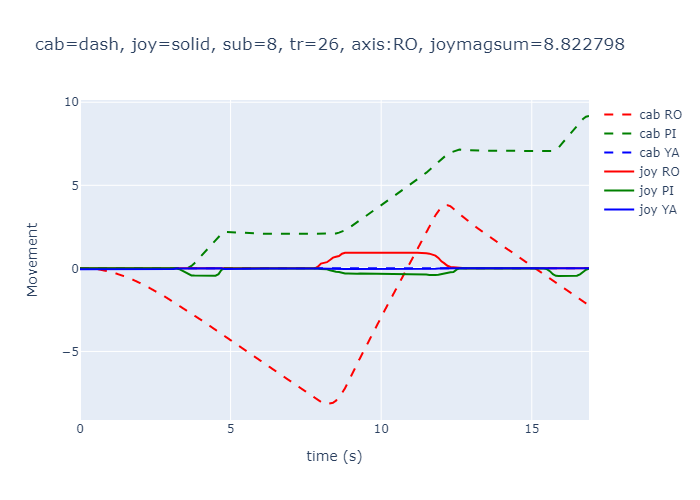 cab=dash, joy=solid, sub=8, tr=26, axis:RO, joymagsum=8.822798
10
5
0
−5
Movement
0
5
10
15
time (s)
cab RO
cab PI
cab YA
joy RO
joy PI
joy YA